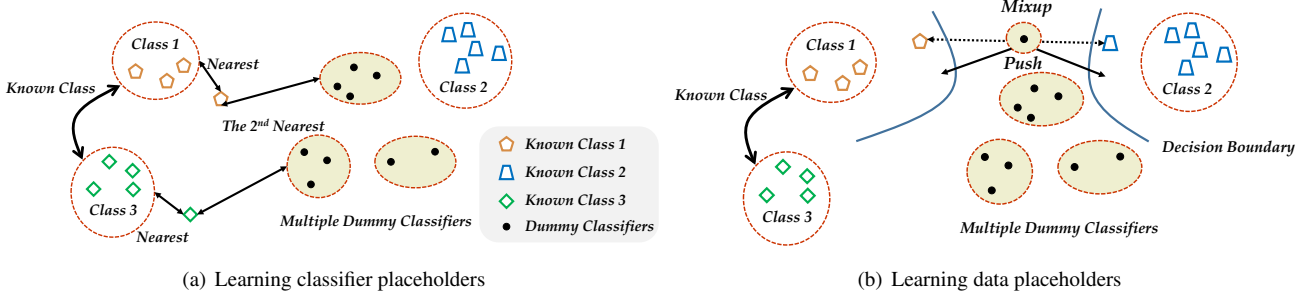 Class 1
Nearest
Known Class
The 2nd Nearest
Class 2
Class 3
Nearest
Multiple Dummy Classifiers
Known Class 1
Known Class 2
Known Class 3
Dummy Classifiers
(a) Learning classifier placeholders
Mixup
Class 1
Push
Known Class
Class 2
Decision Boundary
Class 3
Multiple Dummy Classifiers
(b) Learning data placeholders